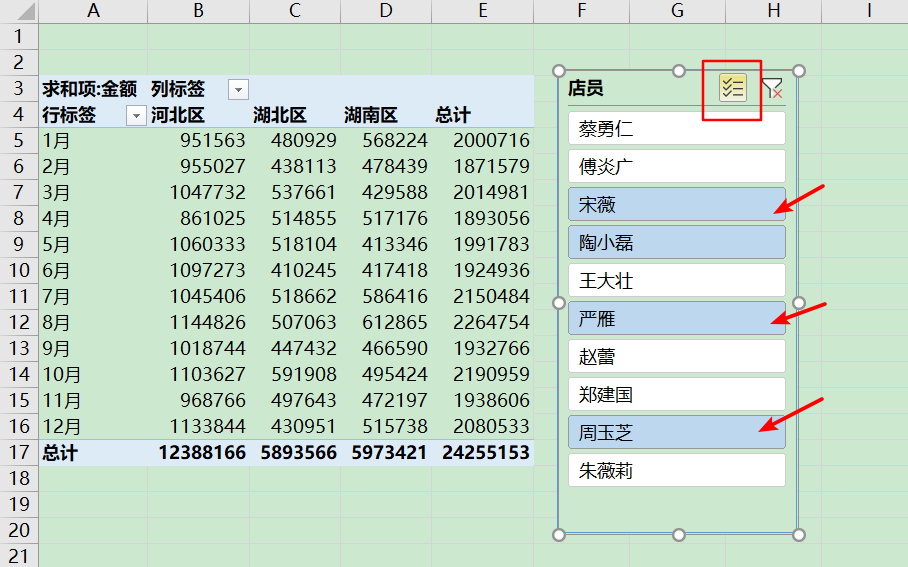 A B C D E F G H I
1
2
3 求和项:金额 列标签
4 行标签 河北区 湖北区 湖南区 总计
5 1月 951563 480929 568224 2000716
6 2月 955027 438113 478439 1871579
7 3月 1047732 537661 429588 2014981
8 4月 861025 514855 517176 1893056
9 5月 1060333 518104 413346 1991783
10 6月 1097273 410245 417418 1924936
11 7月 1045406 518662 586416 2150484
12 8月 1144826 507063 612865 2264754
13 9月 1018744 447432 466590 1932766
14 10月 1103627 591908 495424 2190959
15 11月 968766 497643 472197 1938606
16 12月 1133844 430951 515738 2080533
17 总计 12388166 5893566 5973421 24255153
18
19
20
21
店员
蔡勇仁
傅炎广
宋薇
陶小磊
王大壮
严雁
赵蕾
郑建国
周玉芝
朱薇莉